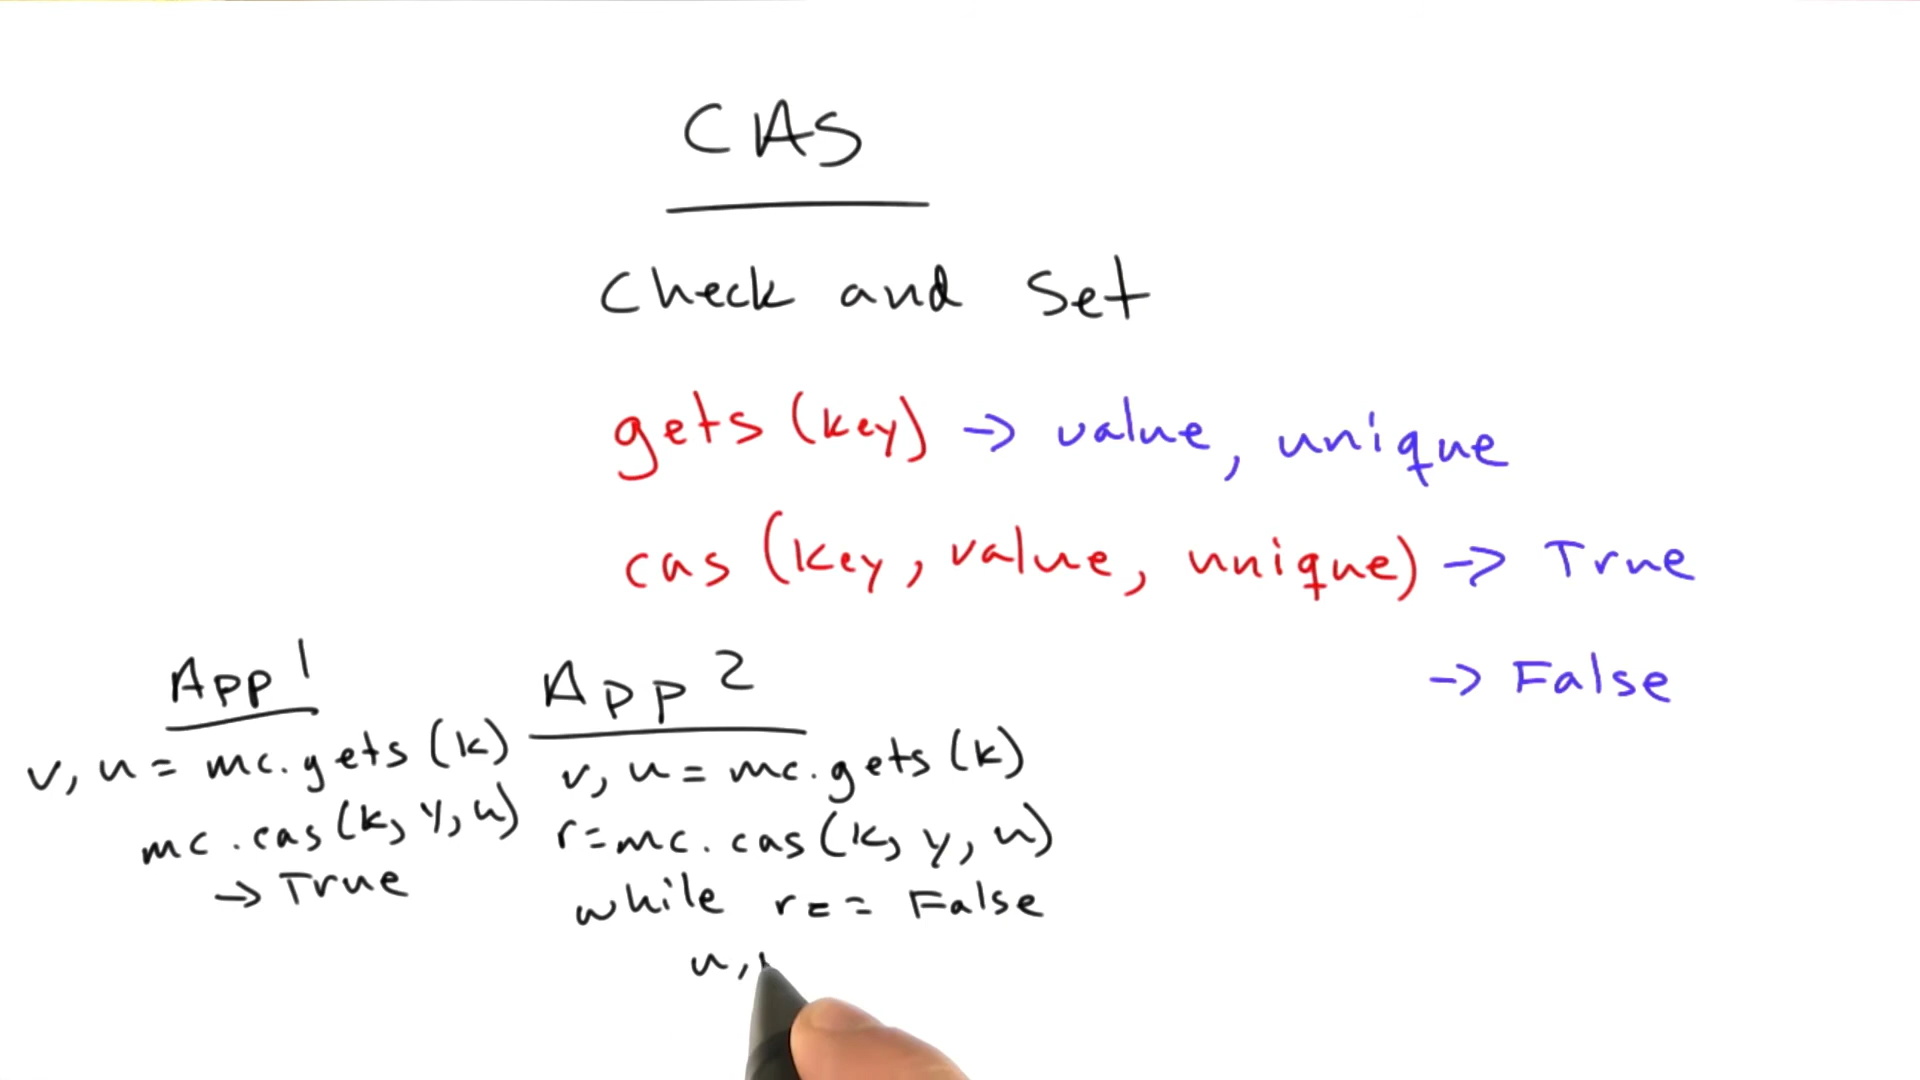 CAS
Check and Set
gets (key) -> value, unique
cas (key, value, unique) -> True
-> False
App 1
v, u = mc.gets (k)
mc.cas(k, y, u)
-> True
App 2
v, u = mc.gets (k)
r=mc.cas(k, y, u)
while r== False
u,